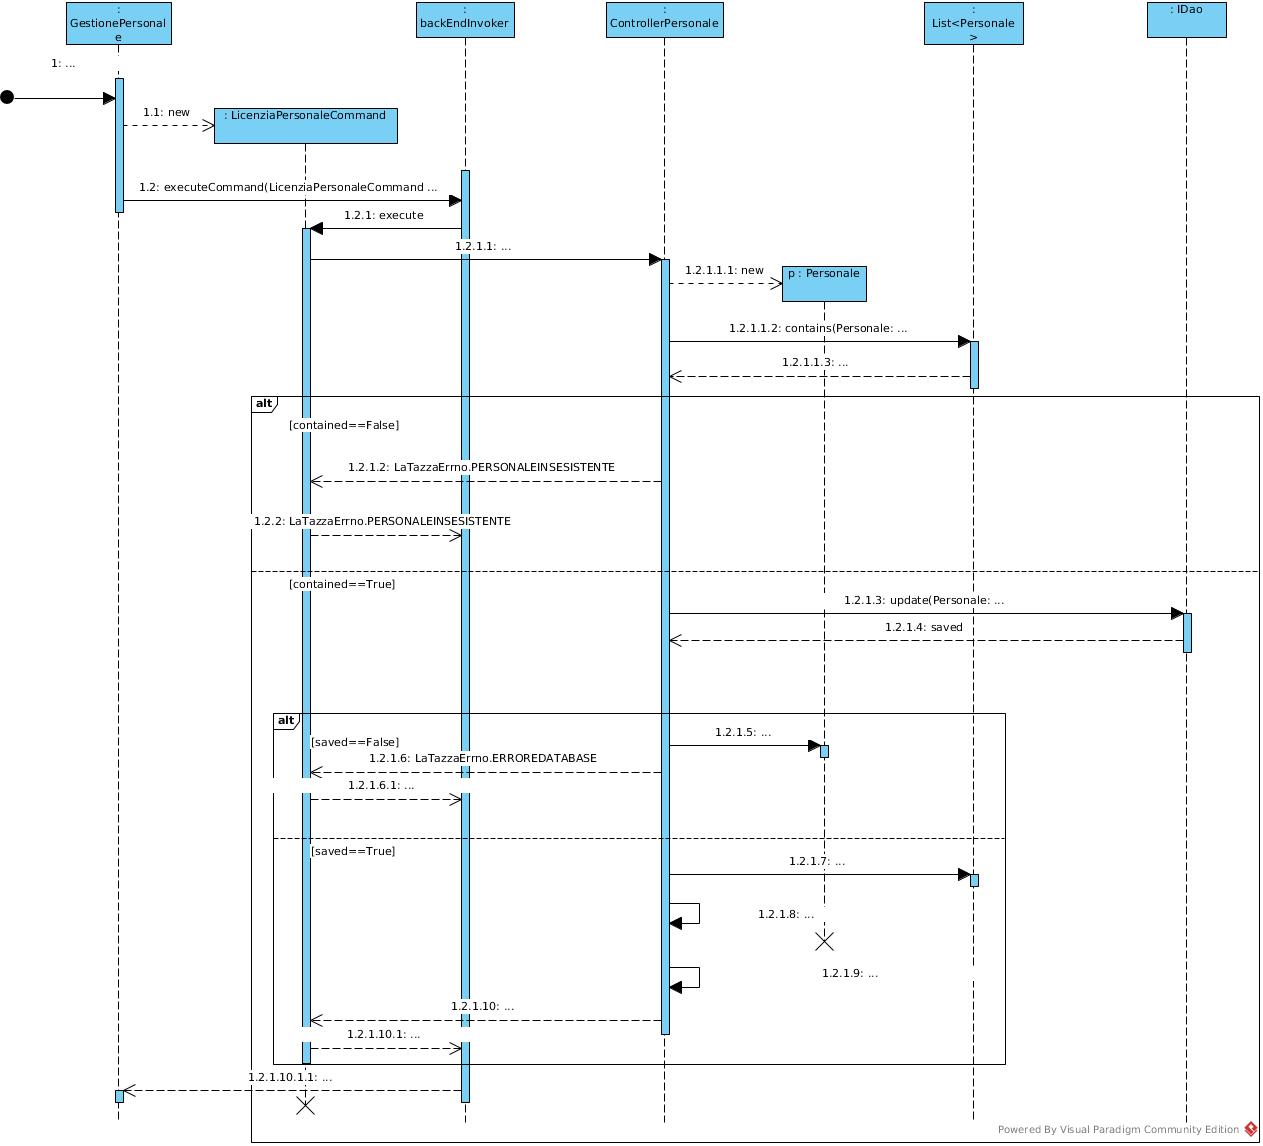 :
GestionePersonal
e
:
backEndInvoker
:
ControllerPersonale
:
List<Personale
>
: IDao
1: ...
1.1: new
: LicenziaPersonaleCommand
1.2: executeCommand(LicenziaPersonaleCommand ...
1.2.1: execute
1.2.1.1: ...
1.2.1.1.1: new
p : Personale
1.2.1.1.2: contains(Personale: ...
1.2.1.1.3: ...
alt
[contained==False]
1.2.1.2: LaTazzaErrno.PERSONALEINSESISTENTE
1.2.2: LaTazzaErrno.PERSONALEINSESISTENTE
[contained==True]
1.2.1.3: update(Personale: ...
1.2.1.4: saved
alt
1.2.1.5: ...
[saved==False]
1.2.1.6: LaTazzaErrno.ERROREDATABASE
1.2.1.6.1: ...
[saved==True]
1.2.1.7: ...
1.2.1.8: ...
1.2.1.9: ...
1.2.1.10: ...
1.2.1.10.1: ...
1.2.1.10.1.1: ...
Powered By Visual Paradigm Community Edition